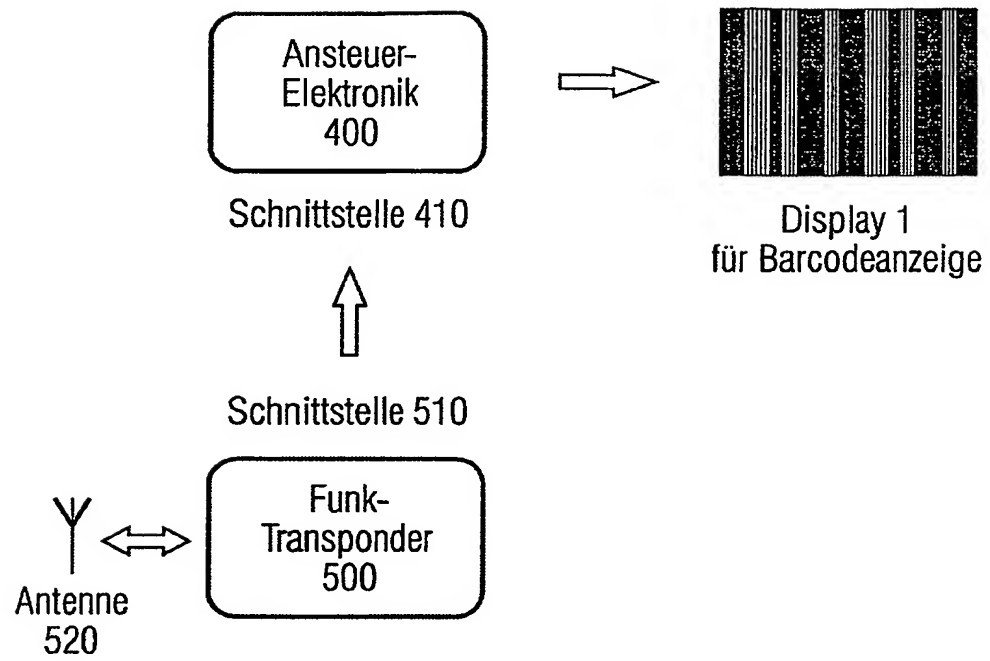 Ansteuer-
Elektronik
400
Schnittstelle 410
Display 1
für Barcodeanzeige
Schnittstelle 510
Funk-
Transponder
500
Antenne
520